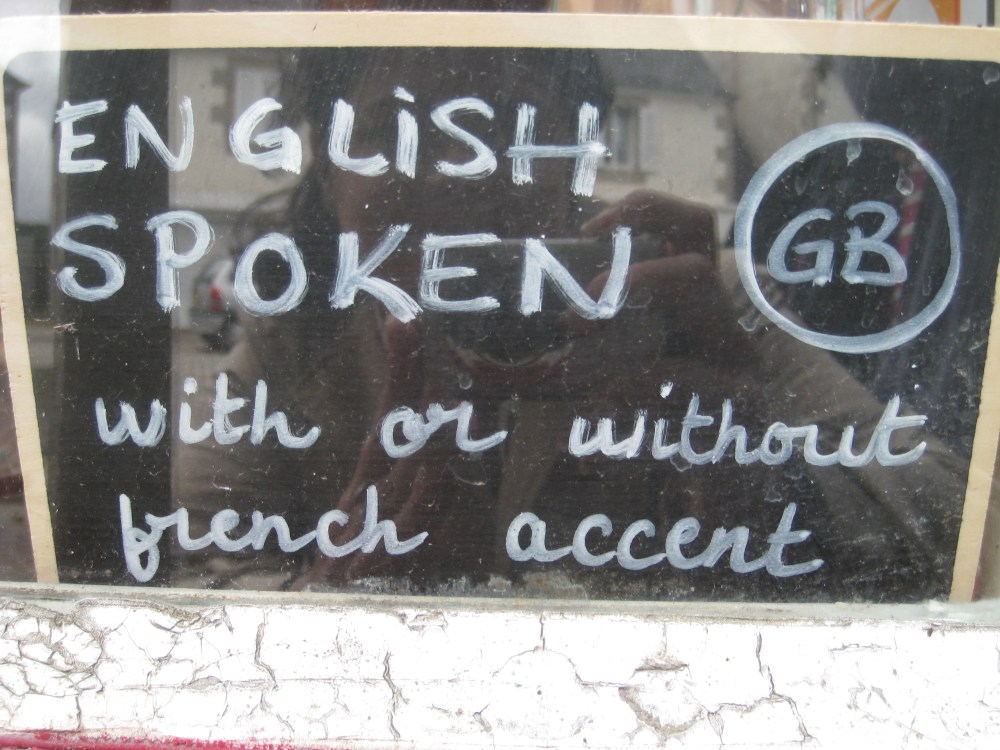 ENGLiSH
SPOKEN
GB
with or without
french accent